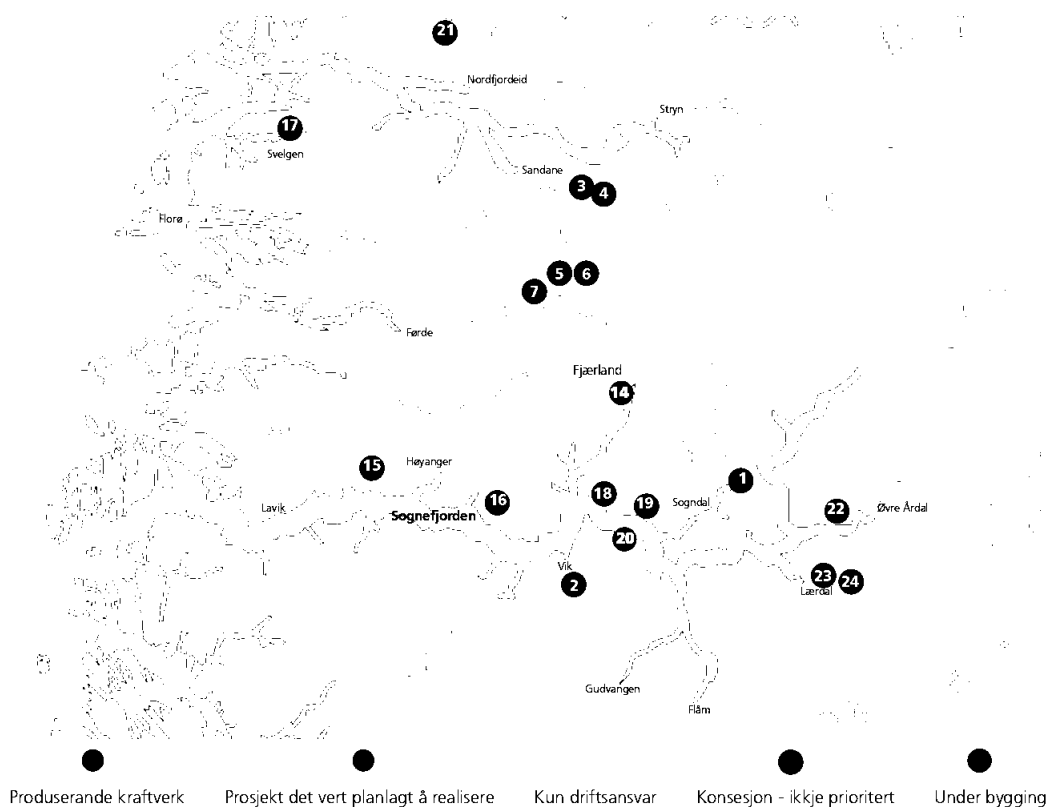 21
Nordfjordeid
Stryn
17
Svelgen
Sandane
3
4
Florø
5
6
7
Førde
Fjærland
14
15
Høyanger
1
18
16
19
Sogndal
Lavik
Sognefjorden
22
Øvre Årdal
20
Vik
2
23
24
Lærdal
Gudvangen
Flåm
Produserande kraftverk
Prosjekt det vert planlagt å realisere
Kun driftsansvar
Konsesjon - ikkje prioritert
Under bygging